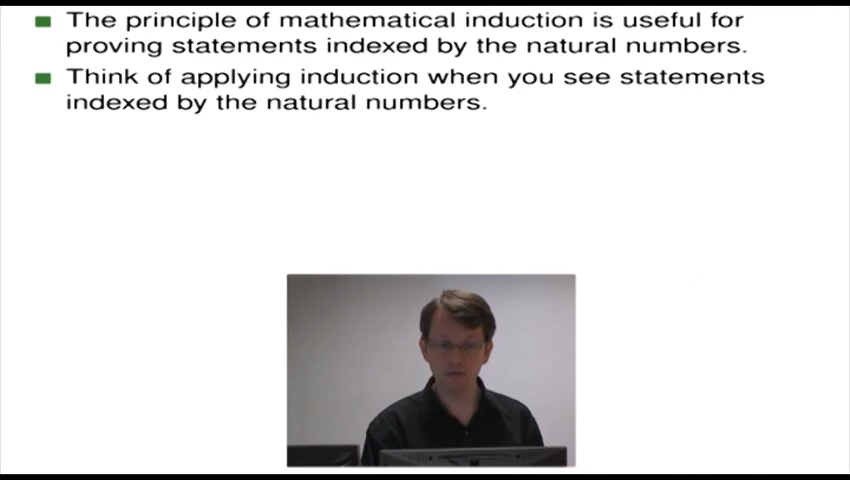 The principle of mathematical induction is useful for
proving statements indexed by the natural numbers.
Think of applying induction when you see statements
indexed by the natural numbers.